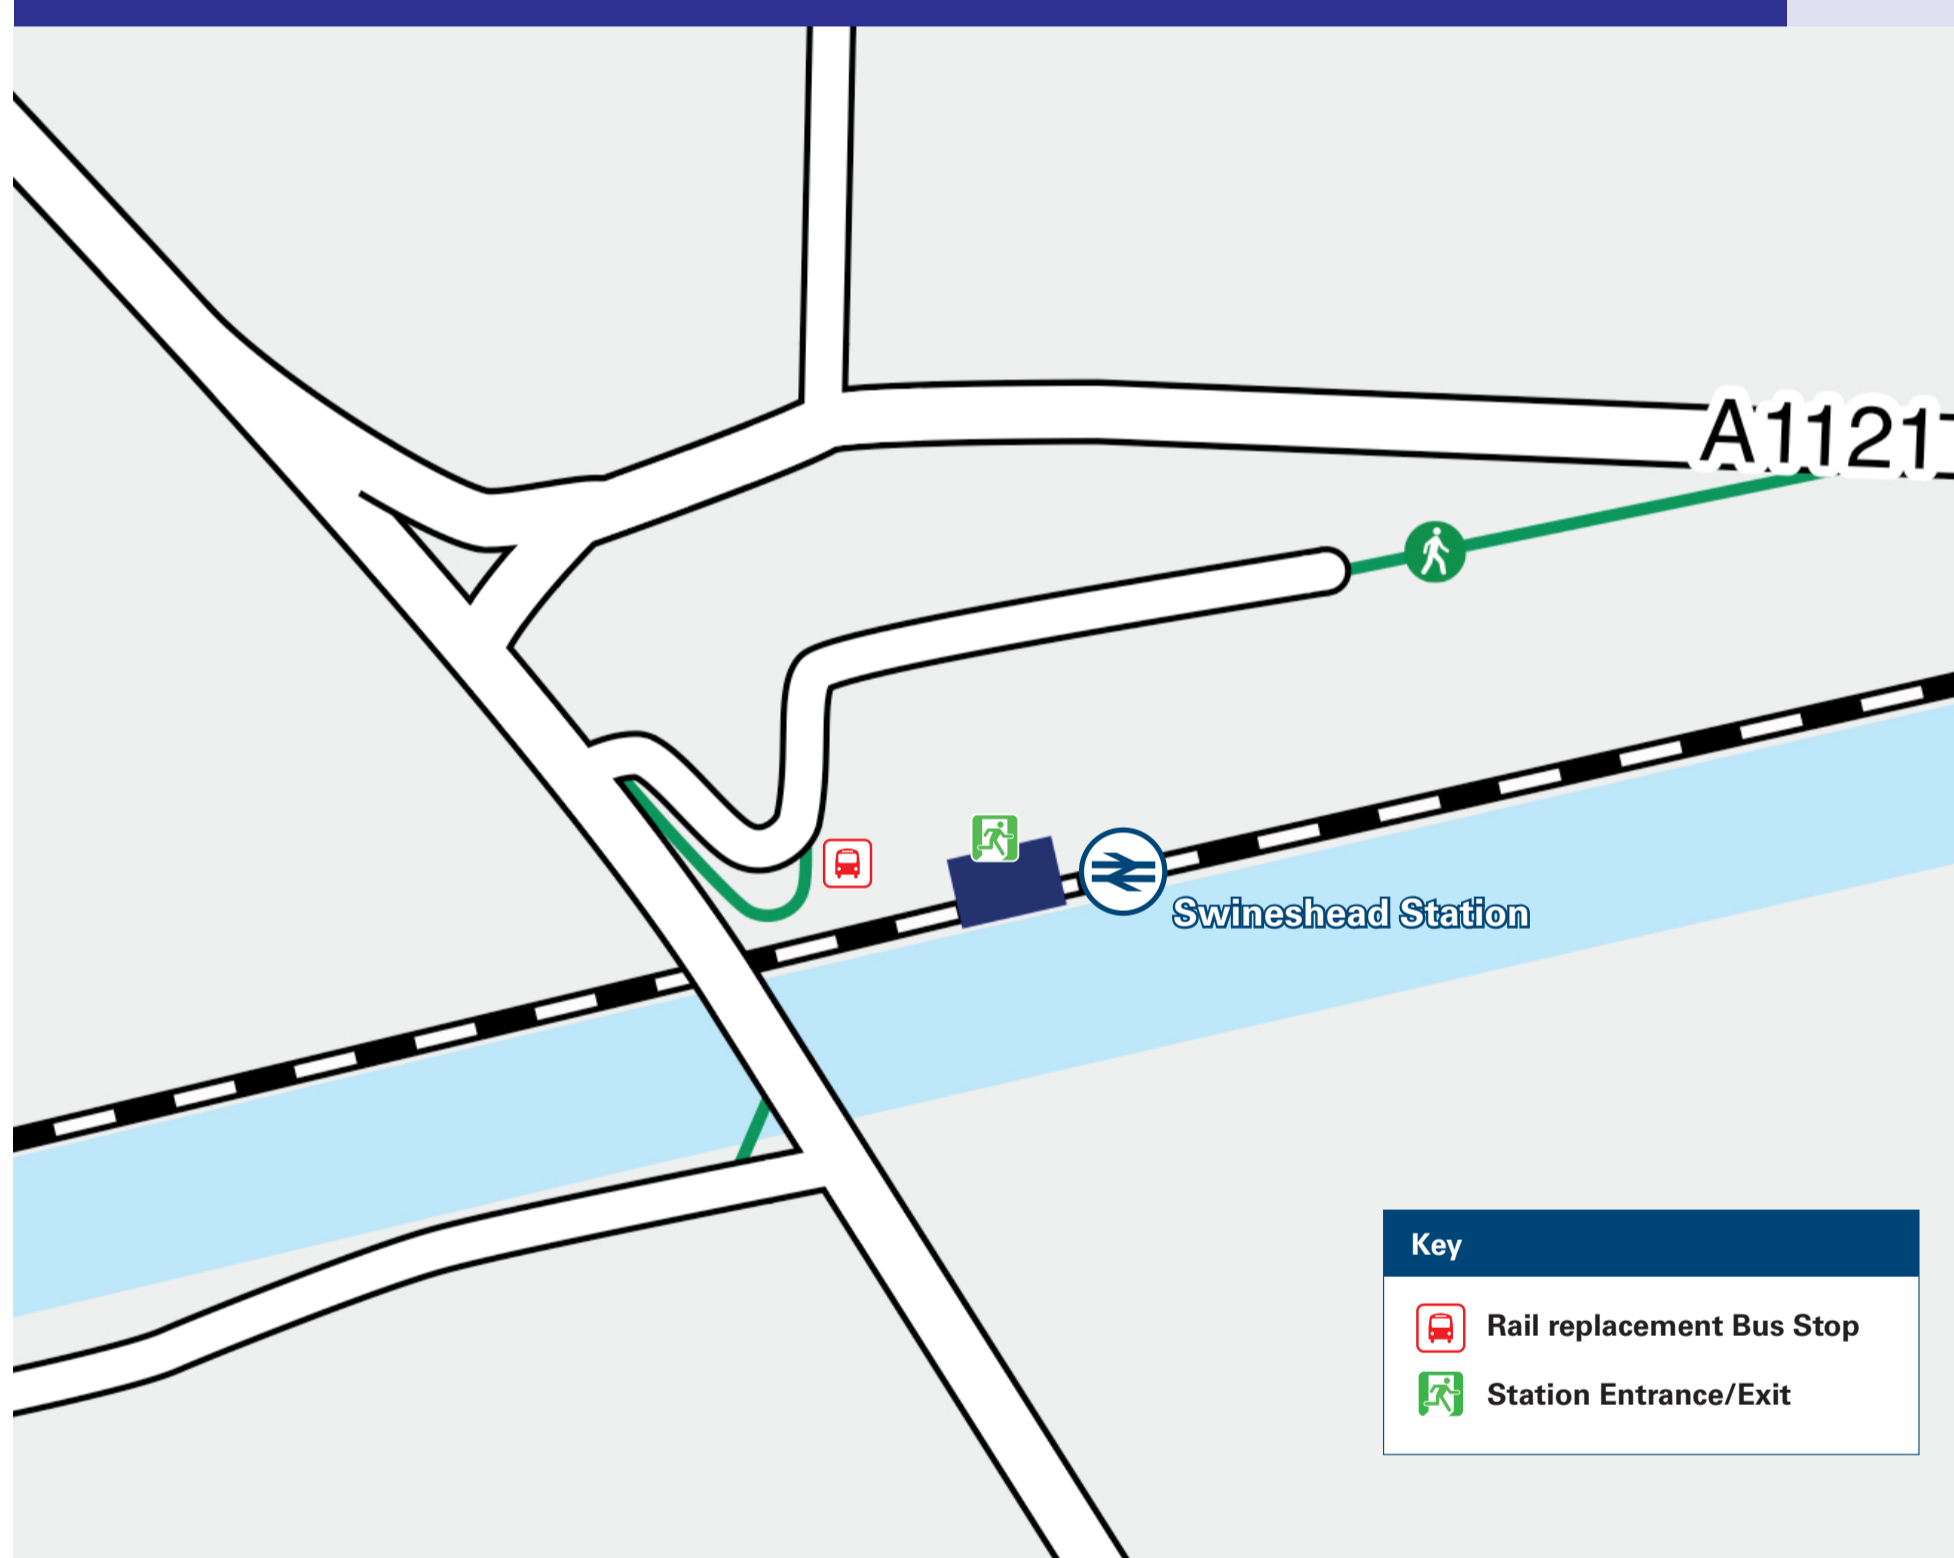 A1121
Swineshead Station
Key
Rail replacement Bus Stop
Station Entrance/Exit